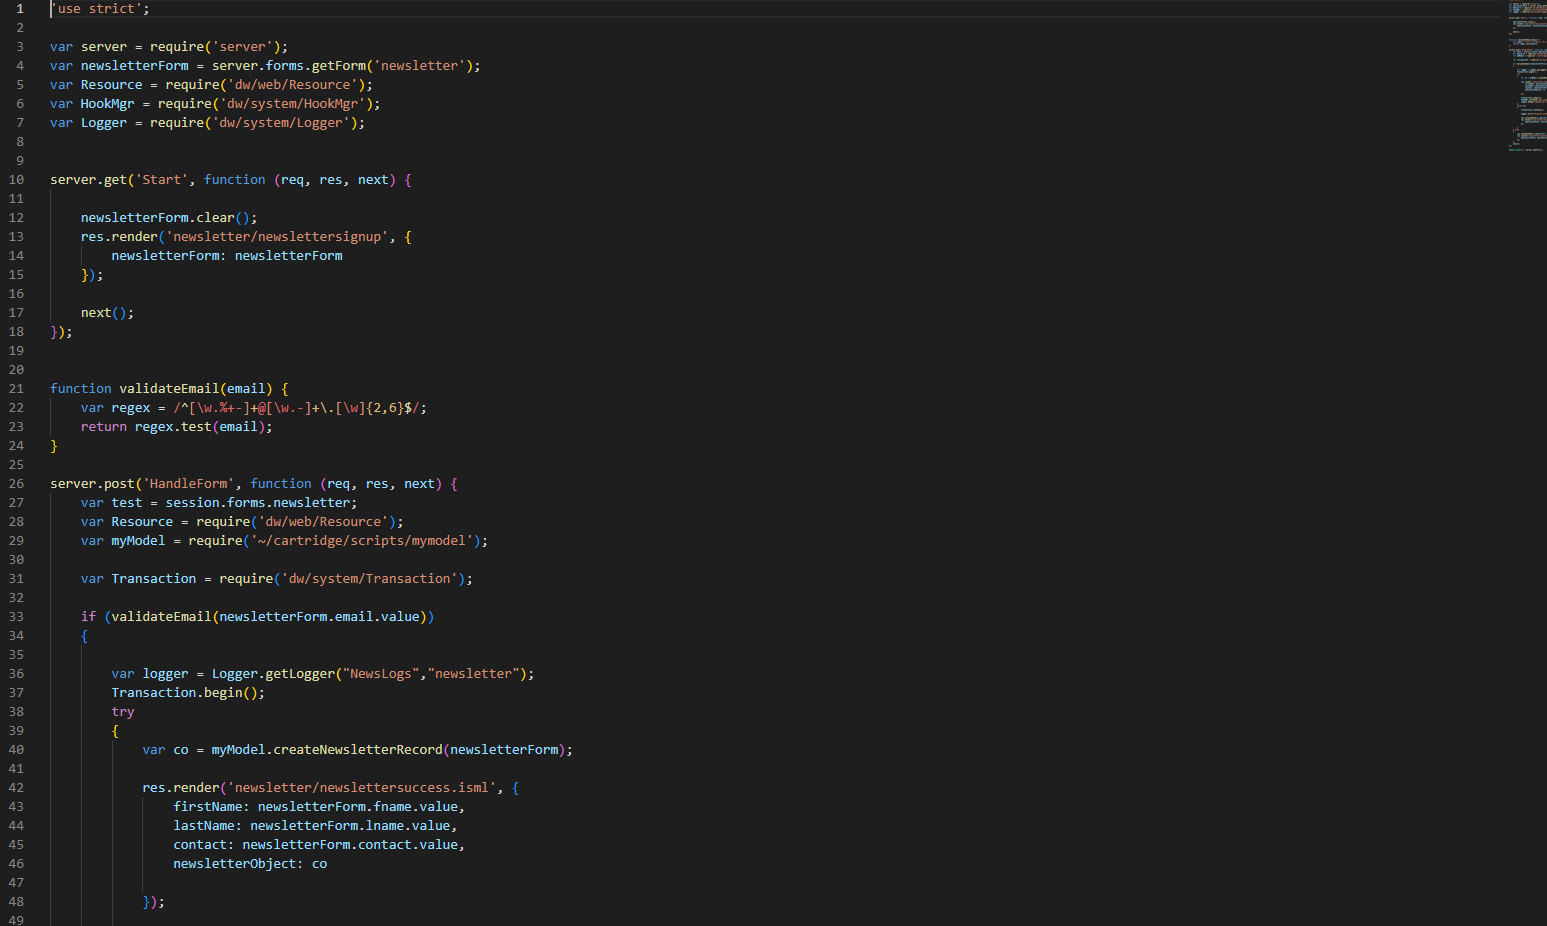 1 'use strict';
2
3 var server = require('server');
4 var newsletterForm = server.forms.getForm('newsletter');
5 var Resource = require('dw/web/Resource');
6 var HookMgr = require('dw/system/HookMgr');
7 var Logger = require('dw/system/Logger');
8
9
10 server.get('Start', function (req, res, next) {
11
12 newsletterForm.clear();
13 res.render('newsletter/newslettersignup', {
14 newsletterForm: newsletterForm
15 });
16
17 next();
18 });
19
20
21 function validateEmail(email) {
22 var regex = /^[\w.%+-]+@[\w.-]+\.[\w]{2,6}$/;
23 return regex.test(email);
24 }
25
26 server.post('HandleForm', function (req, res, next) {
27 var test = session.forms.newsletter;
28 var Resource = require('dw/web/Resource');
29 var myModel = require('~/cartridge/scripts/mymodel');
30
31 var Transaction = require('dw/system/Transaction');
32
33 if (validateEmail(newsletterForm.email.value))
34 {
35
36 var logger = Logger.getLogger("NewsLogs","newsletter");
37 Transaction.begin();
38 try
39 {
40 var co = myModel.createNewsletterRecord(newsletterForm);
41
42 res.render('newsletter/newslettersuccess.isml', {
43 firstName: newsletterForm.fname.value,
44 lastName: newsletterForm.lname.value,
45 contact: newsletterForm.contact.value,
46 newsletterObject: co
47
48 });
49